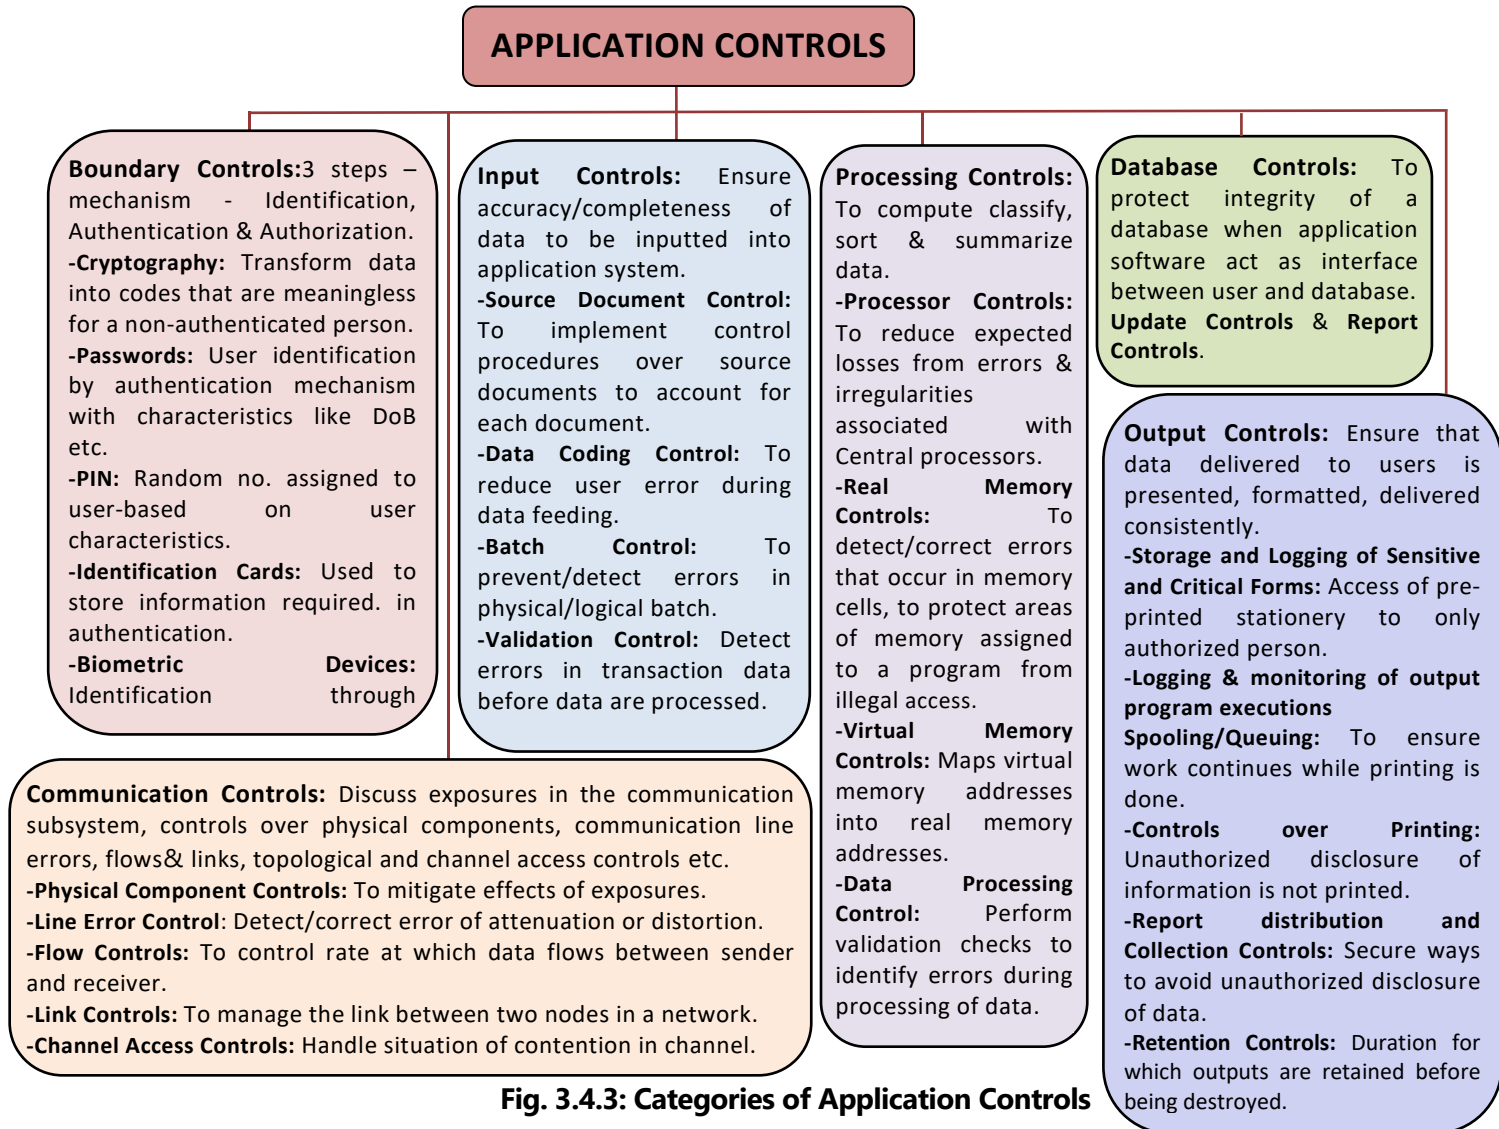 APPLICATION CONTROLS
Boundary Controls:3 steps –
mechanism - Identification,
Authentication & Authorization.
-Cryptography: Transform data
into codes that are meaningless
for a non-authenticated person.
-Passwords: User identification
by authentication mechanism
with characteristics like DoB
etc.
-PIN: Random no. assigned to
user-based on user
characteristics.
-Identification Cards: Used to
store information required. in
authentication.
-Biometric Devices:
Identification through
Input Controls: Ensure
accuracy/completeness of
data to be inputted into
application system.
-Source Document Control:
To implement control
procedures over source
documents to account for
each document.
-Data Coding Control: To
reduce user error during
data feeding.
-Batch Control: To
prevent/detect errors in
physical/logical batch.
-Validation Control: Detect
errors in transaction data
before data are processed.
Processing Controls:
To compute classify,
sort & summarize
data.
-Processor Controls:
To reduce expected
losses from errors &
irregularities
associated with
Central processors.
-Real Memory
Controls: To
detect/correct errors
that occur in memory
cells, to protect areas
of memory assigned
to a program from
illegal access.
-Virtual Memory
Controls: Maps virtual
memory addresses
into real memory
addresses.
-Data Processing
Control: Perform
validation checks to
identify errors during
processing of data.
Database Controls: To
protect integrity of a
database when application
software act as interface
between user and database.
Update Controls & Report
Controls.
Output Controls: Ensure that
data delivered to users is
presented, formatted, delivered
consistently.
-Storage and Logging of Sensitive
and Critical Forms: Access of pre-
printed stationery to only
authorized person.
-Logging & monitoring of output
program executions
Spooling/Queuing: To ensure
work continues while printing is
done.
-Controls over Printing:
Unauthorized disclosure of
information is not printed.
-Report distribution and
Collection Controls: Secure ways
to avoid unauthorized disclosure
of data.
-Retention Controls: Duration for
which outputs are retained before
being destroyed.
Communication Controls: Discuss exposures in the communication
subsystem, controls over physical components, communication line
errors, flows& links, topological and channel access controls etc.
-Physical Component Controls: To mitigate effects of exposures.
-Line Error Control: Detect/correct error of attenuation or distortion.
-Flow Controls: To control rate at which data flows between sender
and receiver.
-Link Controls: To manage the link between two nodes in a network.
-Channel Access Controls: Handle situation of contention in channel.
Fig. 3.4.3: Categories of Application Controls